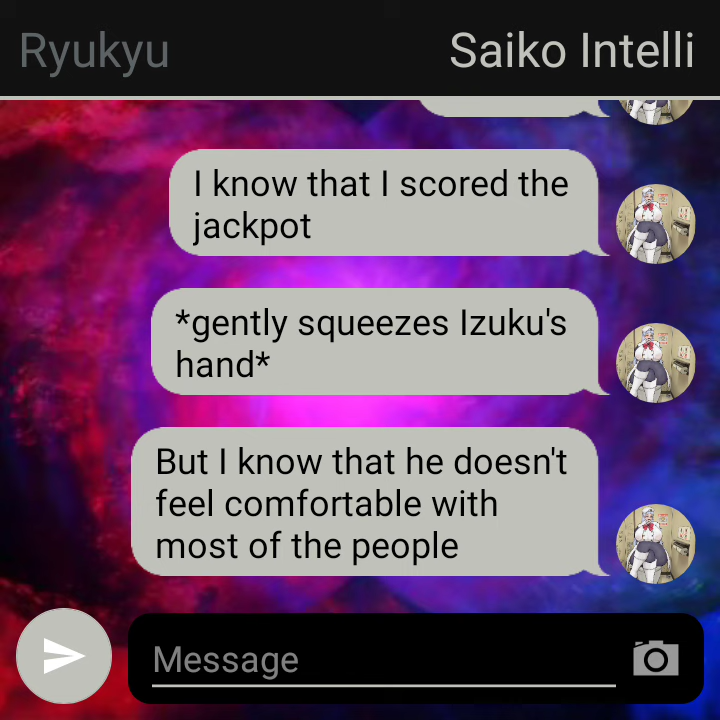 Ryukyu
Saiko Intelli
I know that I scored the
jackpot
*gently squeezes Izuku's
hand*
But I know that he doesn't
feel comfortable with
most of the people
Message